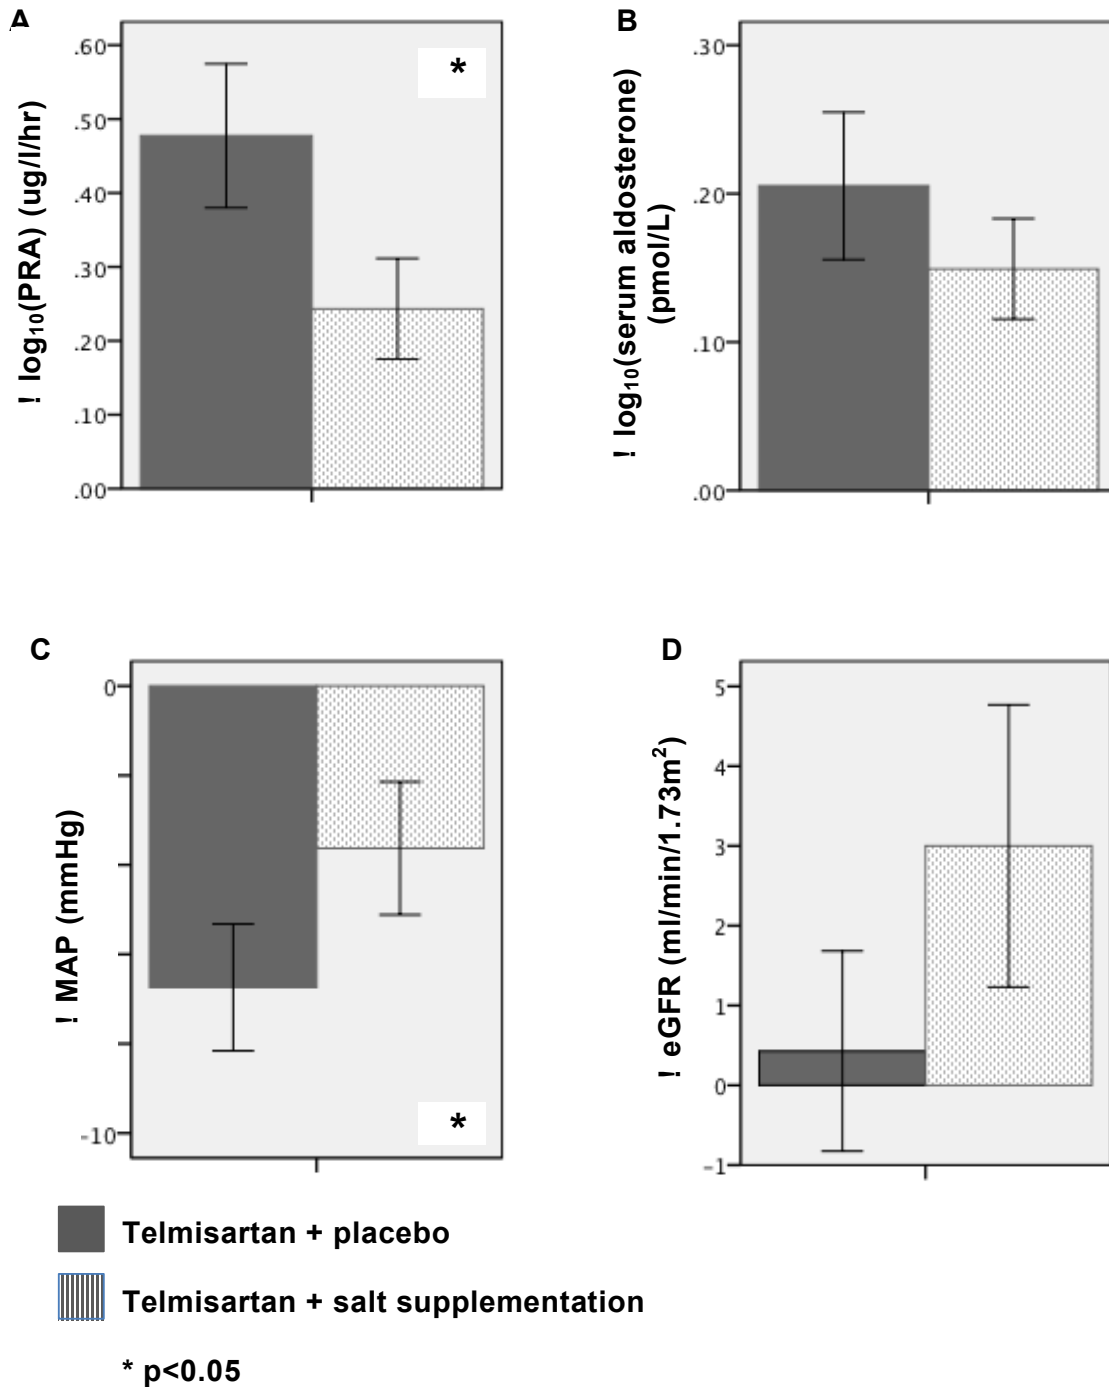 A
.60
.50
.40
.30
.20
.10
.00
! log₁₀(PRA) (ug/l/hr)
*
B
.30
.20
.10
.00
! log₁₀(serum aldosterone)
(pmol/L)
C
0
-10
! MAP (mmHg)
*
D
5
4
3
2
1
0
-1
! eGFR (ml/min/1.73m²)
Telmisartan + placebo
Telmisartan + salt supplementation
* p<0.05